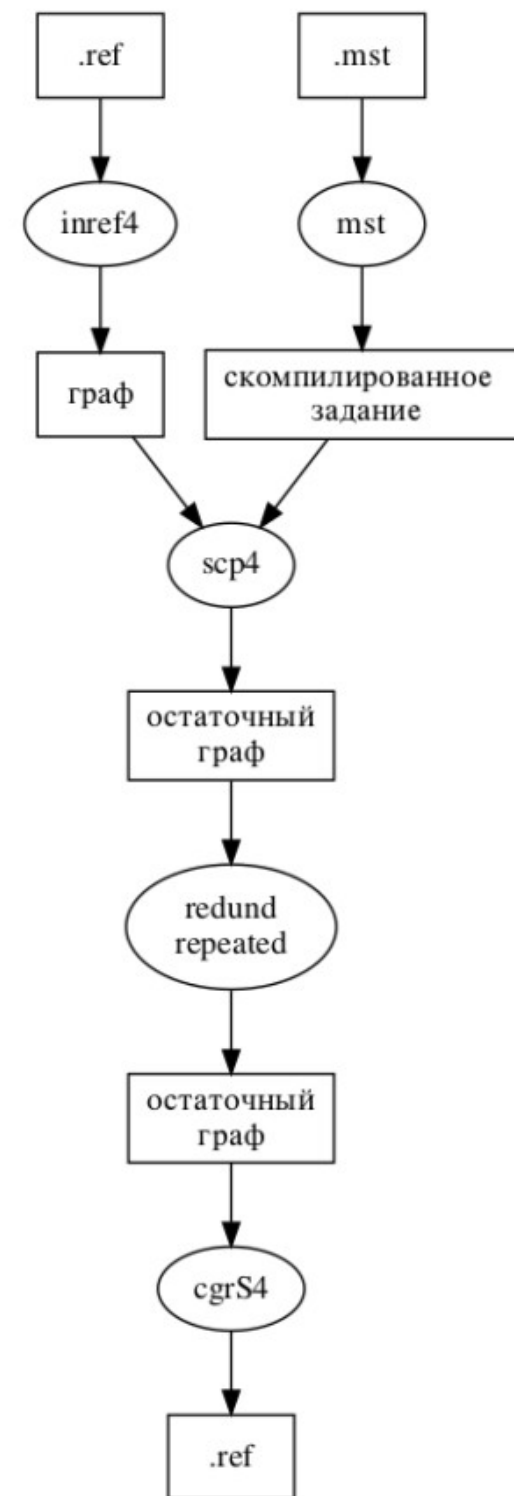 .ref
.mst
inref4
mst
граф
скомпилированное
задание
scp4
остаточный
граф
redund
repeated
остаточный
граф
cgrS4
.ref